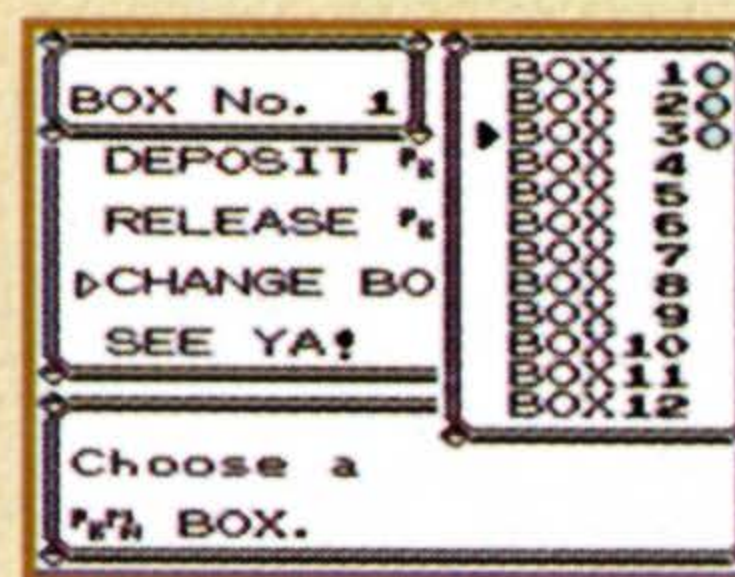 BOX No. 1
DEPOSIT PK
RELEASE PK
CHANGE BO
SEE YA!
BOX 1
BOX 2
BOX 3
BOX 4
BOX 5
BOX 6
BOX 7
BOX 8
BOX 9
BOX 10
BOX 11
BOX 12
Choose a
PKMN BOX.